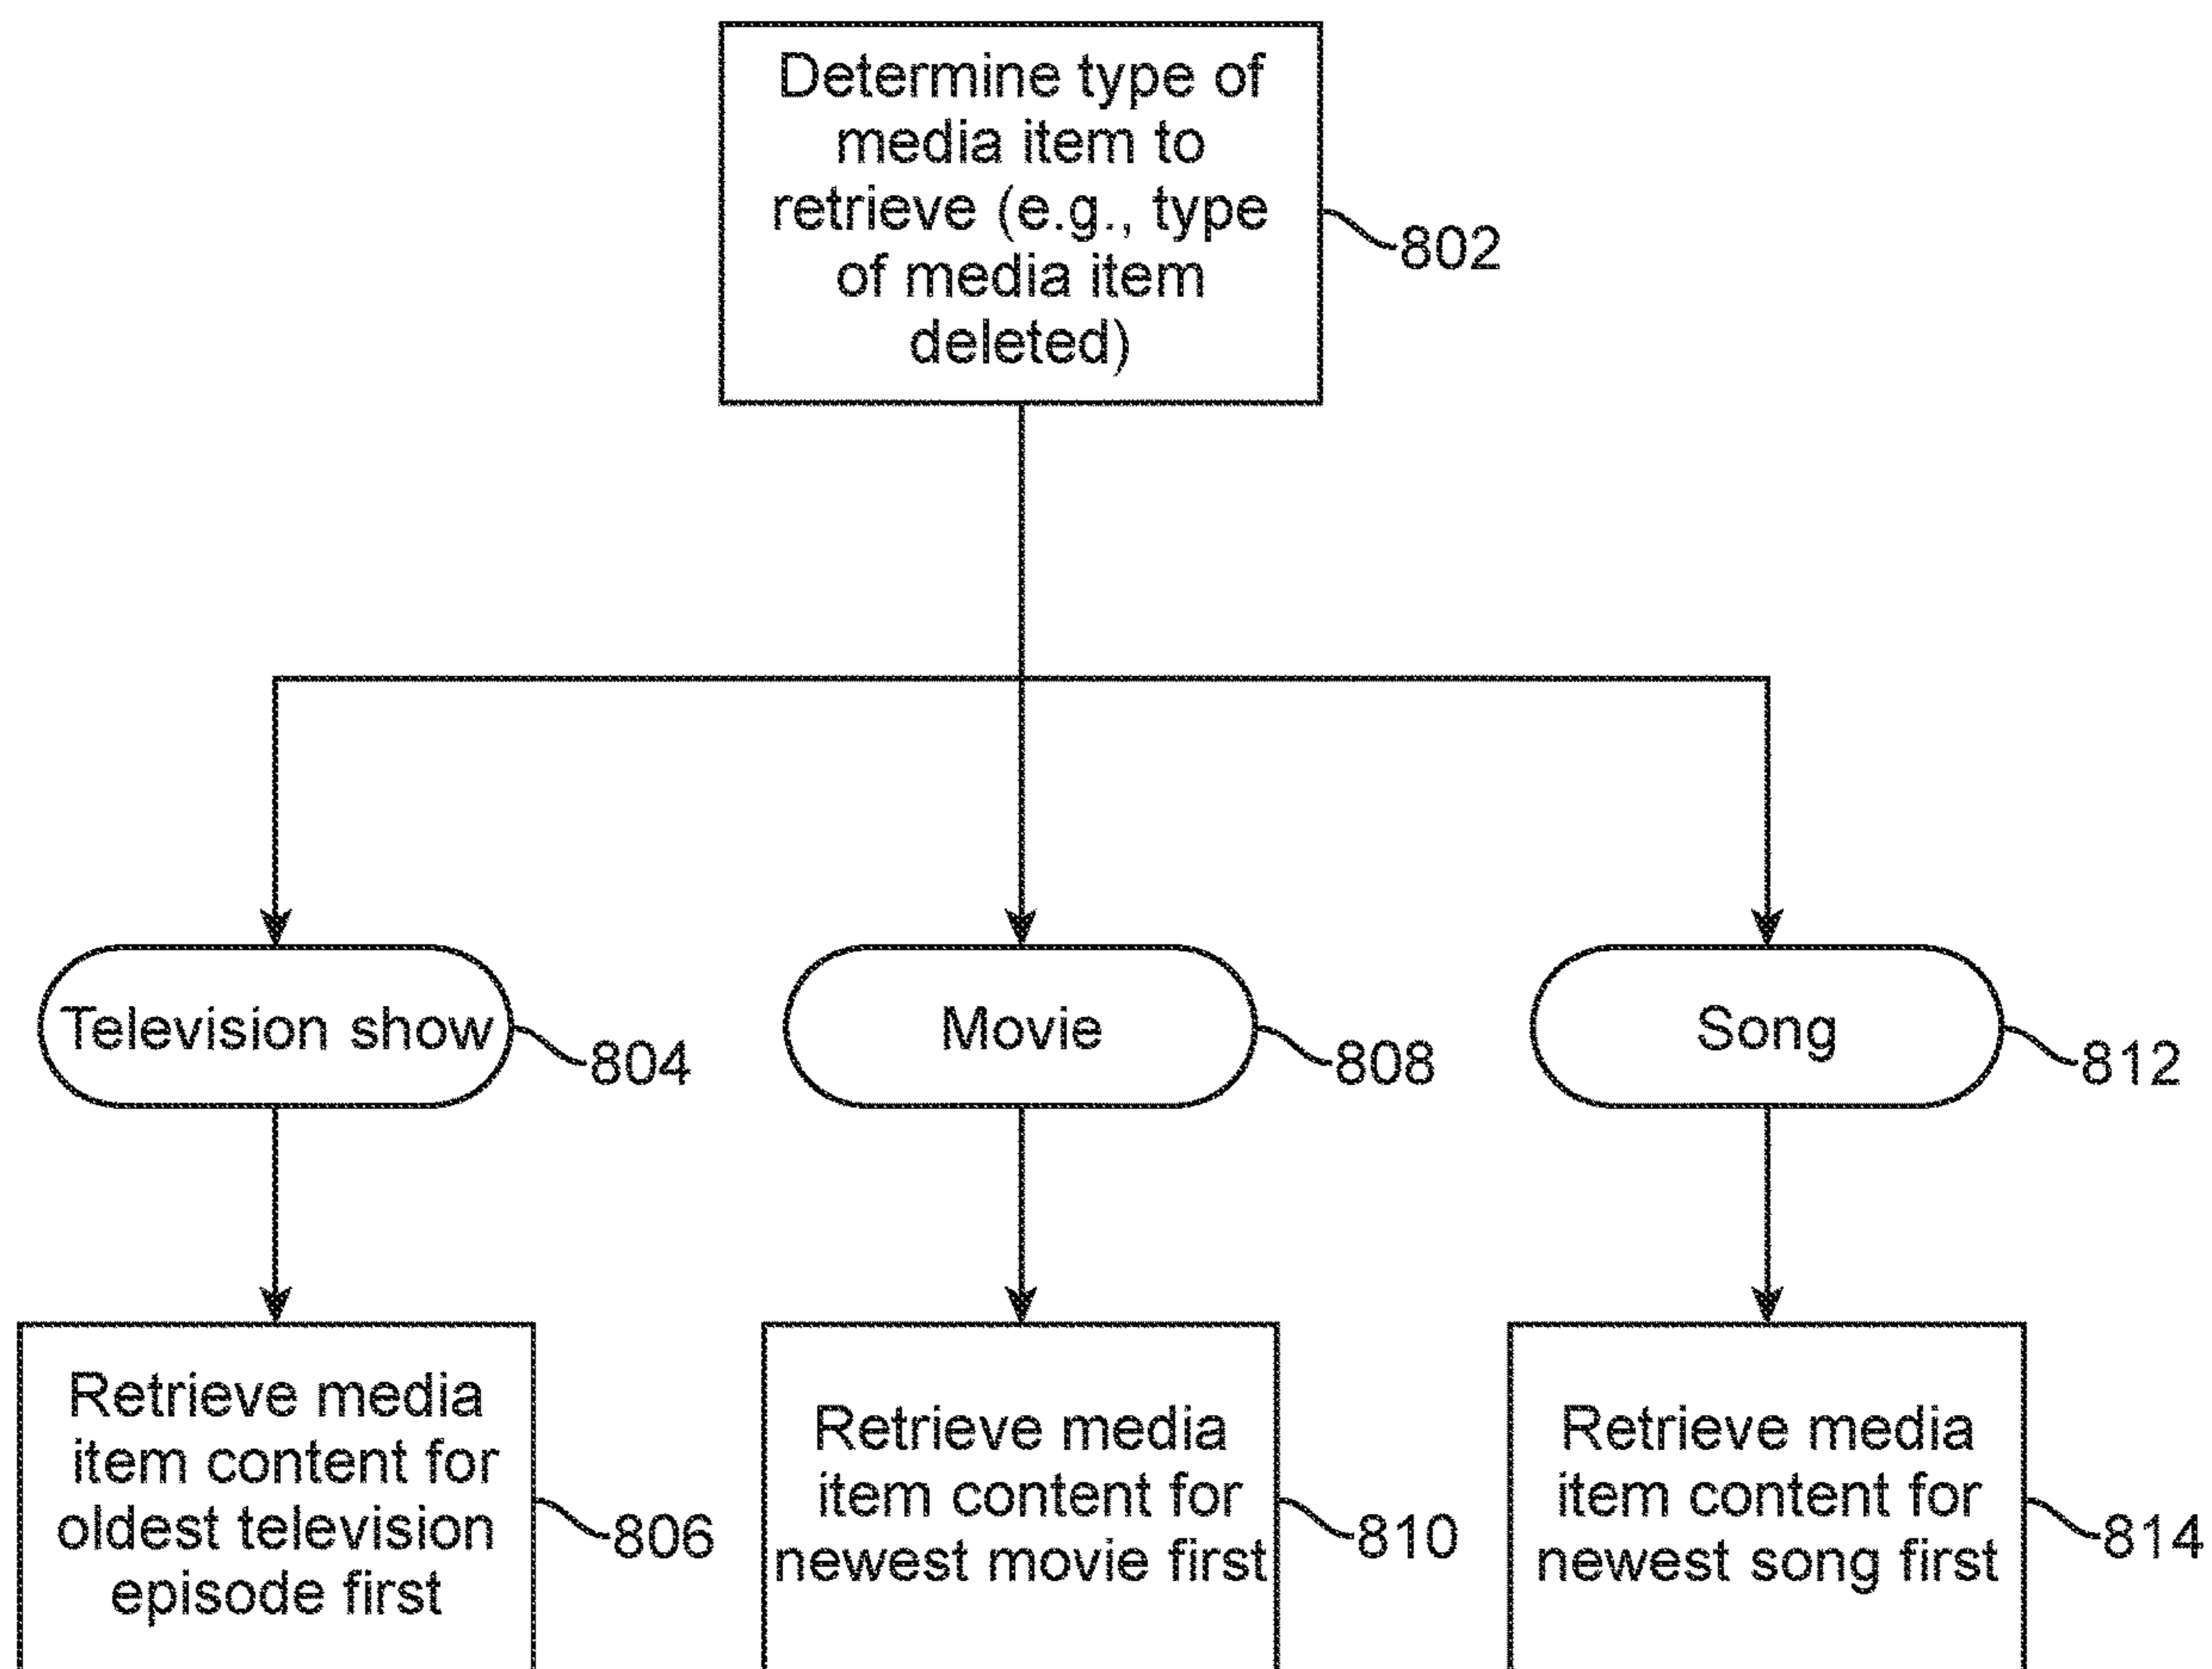 Determine type of
media item to
retrieve (e.g., type
of media item
deleted)
802
Television show
804
Movie
808
Song
812
Retrieve media
item content for
oldest television
episode first
806
Retrieve media
item content for
newest movie first
810
Retrieve media
item content for
newest song first
814